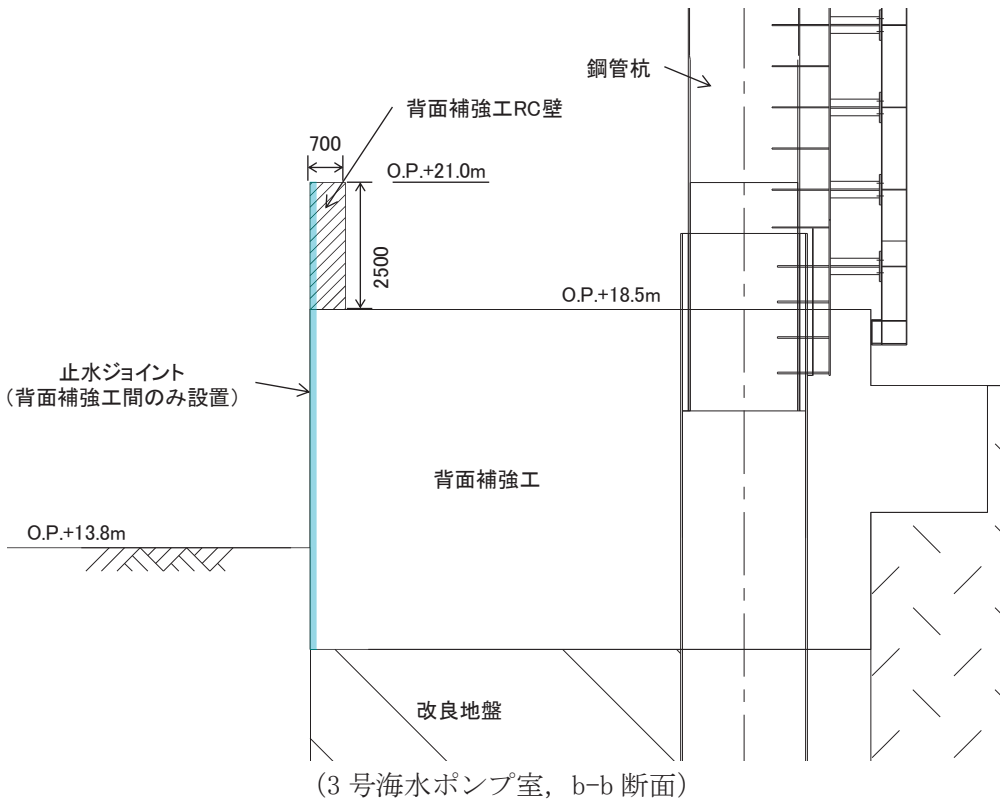 鋼管杭
背面補強工RC壁
700
O.P.+21.0m
2500
O.P.+18.5m
止水ジョイント
(背面補強工間のみ設置)
背面補強工
O.P.+13.8m
改良地盤
(3 号海水ポンプ室, b-b 断面)